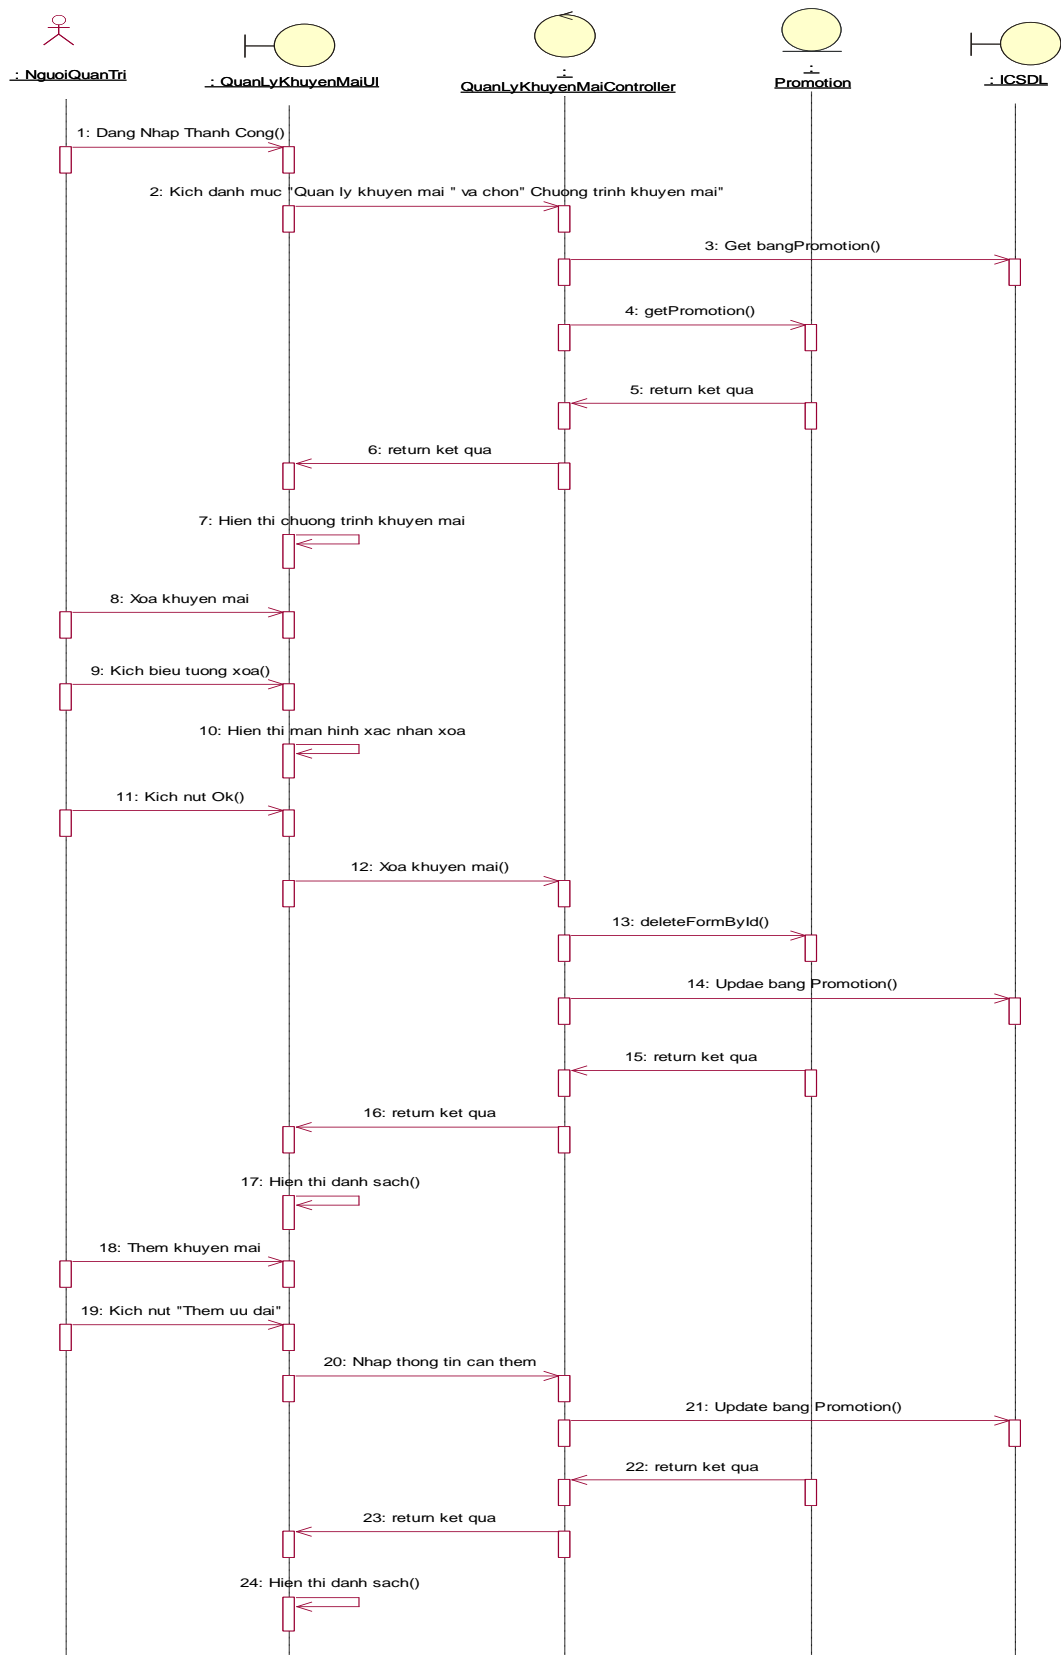 : NguoiQuanTri
: QuanLyKhuyenMaiUI
:
QuanLyKhuyenMaiController
:
Promotion
: ICSDL
1: Dang Nhap Thanh Cong()
2: Kich danh muc "Quan ly khuyen mai " va chon" Chuong trinh khuyen mai"
3: Get bangPromotion()
4: getPromotion()
5: return ket qua
6: return ket qua
7: Hien thi chuong trinh khuyen mai
8: Xoa khuyen mai
9: Kich bieu tuong xoa()
10: Hien thi man hinh xac nhan xoa
11: Kich nut Ok()
12: Xoa khuyen mai()
13: deleteFormById()
14: Updae bang Promotion()
15: return ket qua
16: return ket qua
17: Hien thi danh sach()
18: Them khuyen mai
19: Kich nut "Them uu dai"
20: Nhap thong tin can them
21: Update bang Promotion()
22: return ket qua
23: return ket qua
24: Hien thi danh sach()